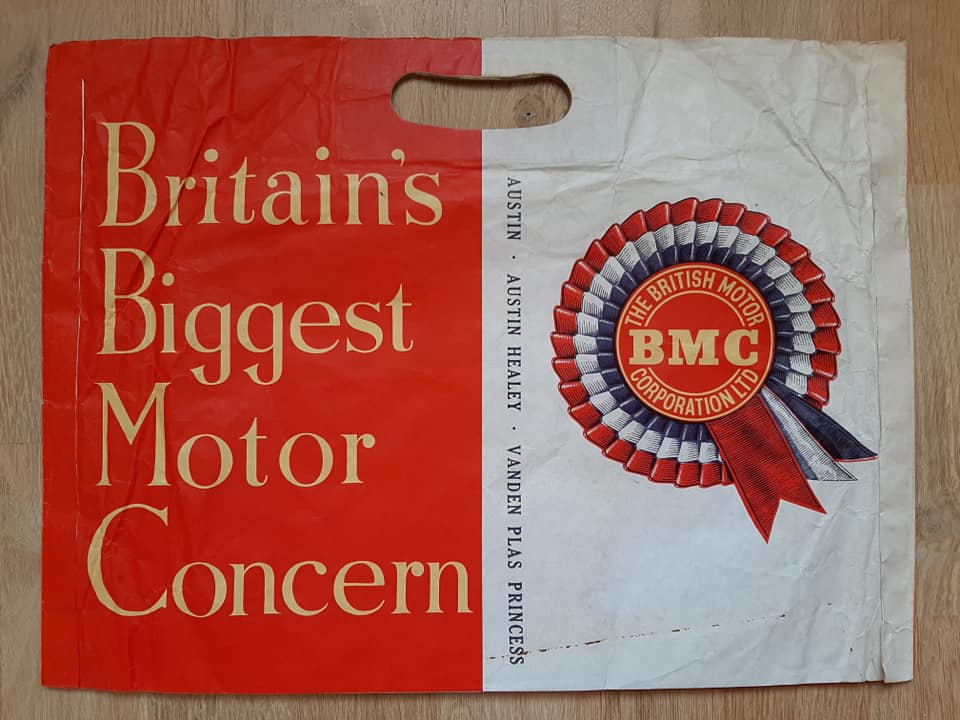 Britain's
Biggest
Motor
Concern
AUSTIN · AUSTIN HEALEY · VANDEN PLAS PRINCESS
THE BRITISH MOTOR
BMC
CORPORATION LTD